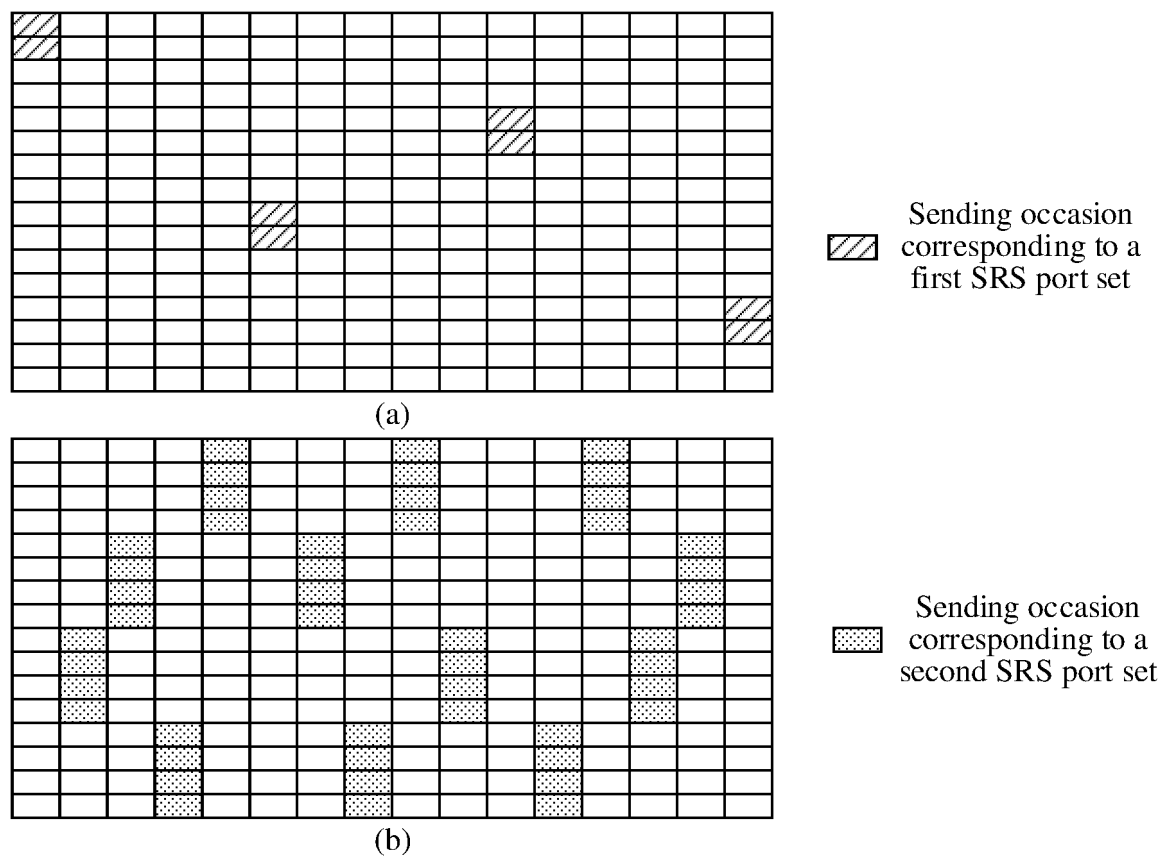 Sending occasion
corresponding to a
first SRS port set
(a)
Sending occasion
corresponding to a
second SRS port set
(b)